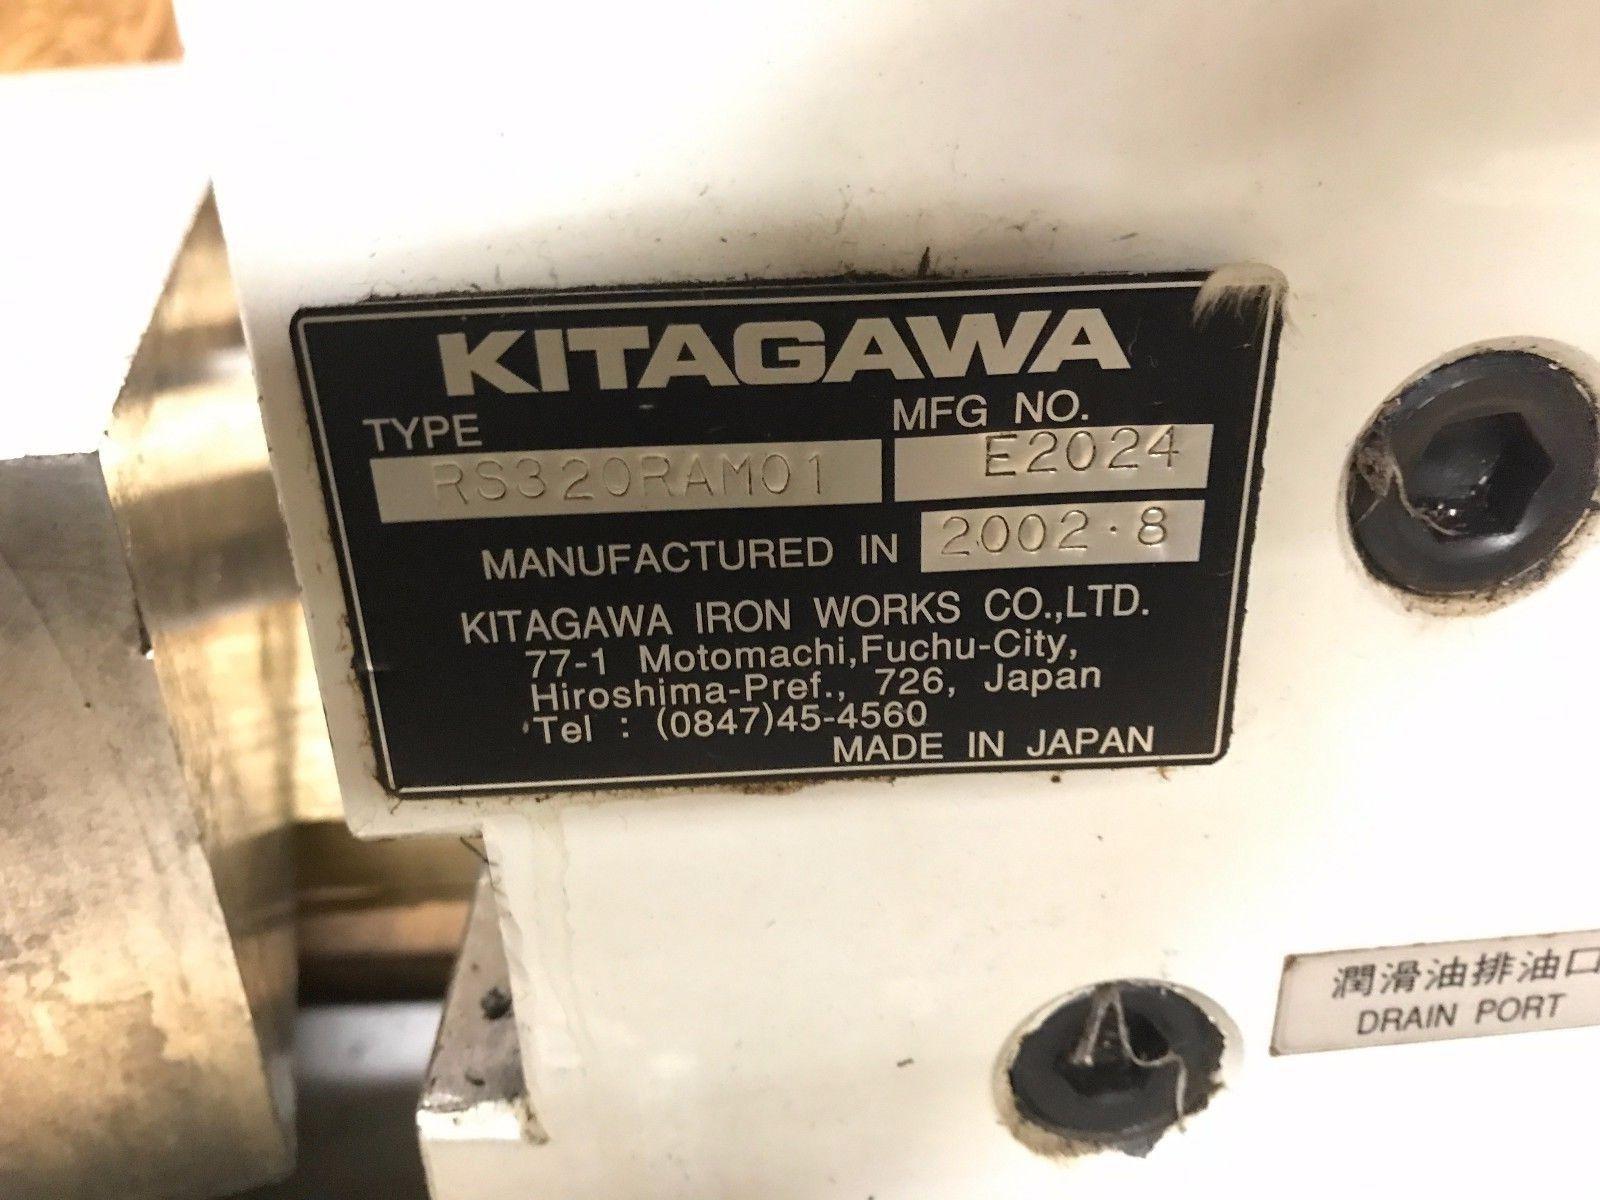 KITAGAWA
TYPE
MFG NO.
RS320RAM01
E2024
MANUFACTURED IN 2002.8
KITAGAWA IRON WORKS CO.,LTD.
77-1 Motomachi,Fuchu-City,
Hiroshima-Pref., 726, Japan
Tel : (0847)45-4560
MADE IN JAPAN
潤滑油排油口
DRAIN PORT